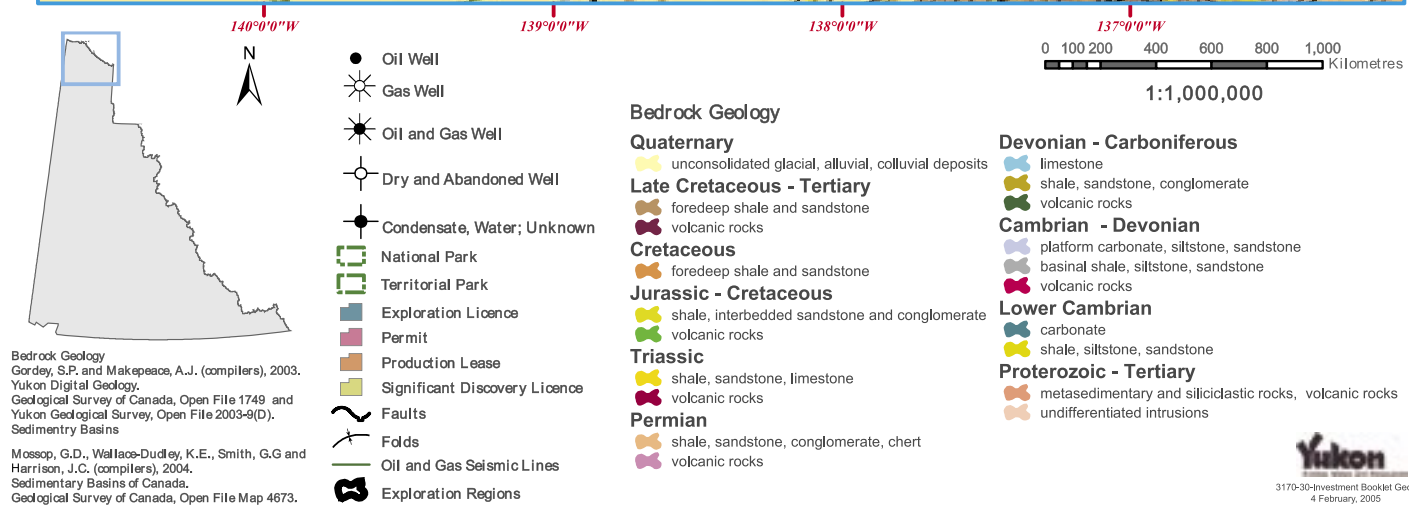 140°0'0"W
139°0'0"W
138°0'0"W
137°0'0"W
N
Oil Well
Gas Well
Oil and Gas Well
Dry and Abandoned Well
Condensate, Water; Unknown
National Park
Territorial Park
Exploration Licence
Permit
Production Lease
Significant Discovery Licence
Faults
Folds
Oil and Gas Seismic Lines
Exploration Regions
Bedrock Geology
Gordey, S.P. and Makepeace, A.J. (compilers), 2003.
Yukon Digital Geology.
Geological Survey of Canada, Open File 1749 and
Yukon Geological Survey, Open File 2003-9(D).
Sedimentry Basins
Mossop, G.D., Wallace-Dudley, K.E., Smith, G.G and
Harrison, J.C. (compilers), 2004.
Sedimentary Basins of Canada.
Geological Survey of Canada, Open File Map 4673.
0 100 200 400 600 800 1,000
Kilometres
1:1,000,000
Bedrock Geology
Quaternary
unconsolidated glacial, alluvial, colluvial deposits
Late Cretaceous - Tertiary
foredeep shale and sandstone
volcanic rocks
Cretaceous
foredeep shale and sandstone
Jurassic - Cretaceous
shale, interbedded sandstone and conglomerate
volcanic rocks
Triassic
shale, sandstone, limestone
volcanic rocks
Permian
shale, sandstone, conglomerate, chert
volcanic rocks
Devonian - Carboniferous
limestone
shale, sandstone, conglomerate
volcanic rocks
Cambrian - Devonian
platform carbonate, siltstone, sandstone
basinal shale, siltstone, sandstone
volcanic rocks
Lower Cambrian
carbonate
shale, siltstone, sandstone
Proterozoic - Tertiary
metasedimentary and siliciclastic rocks, volcanic rocks
undifferentiated intrusions
Yukon
3170-30-Investment Booklet Geo
4 February, 2005